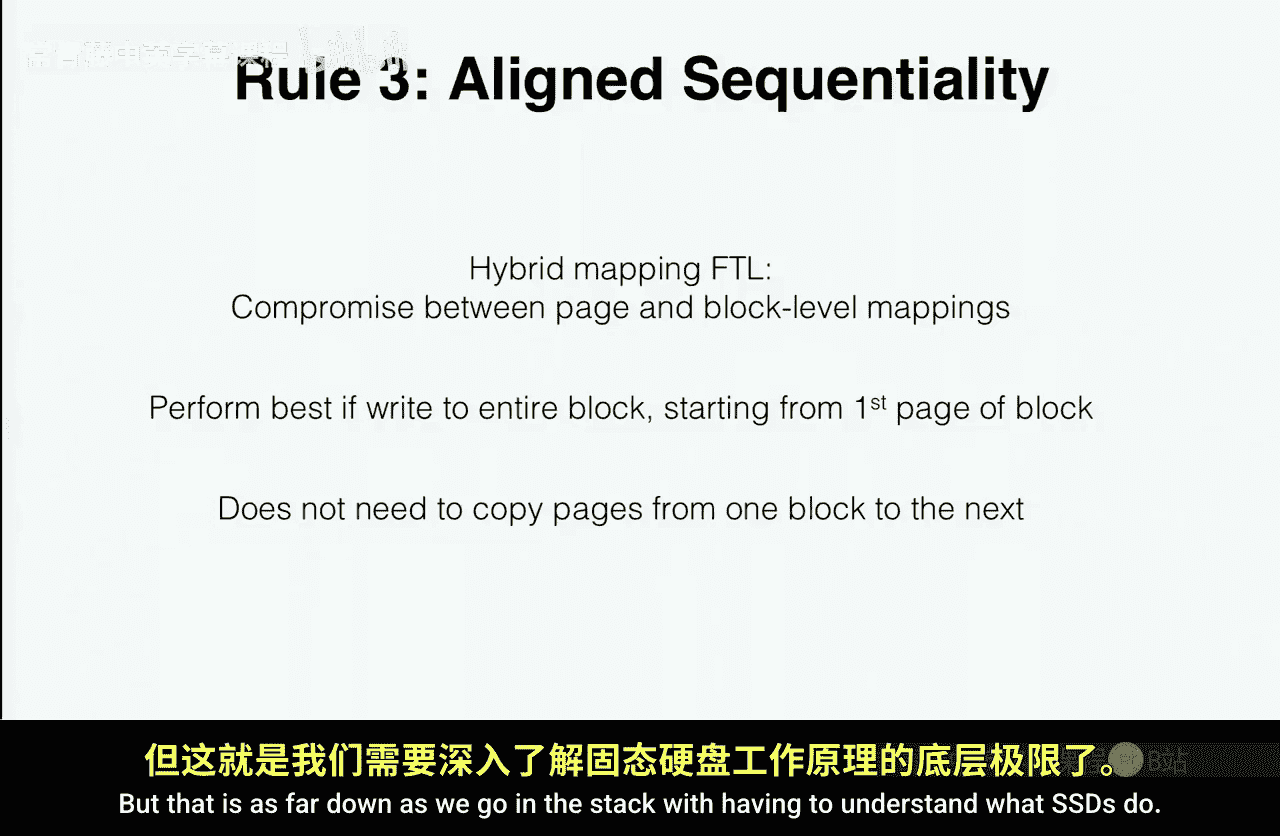 Rule 3: Aligned Sequentiality
Hybrid mapping FTL:
Compromise between page and block-level mappings
Perform best if write to entire block, starting from 1st page of block
Does not need to copy pages from one block to the next
但这就是我们需要深入了解固态硬盘工作原理的底层极限了。
B站
But that is as far down as we go in the stack with having to understand what SSDs do.